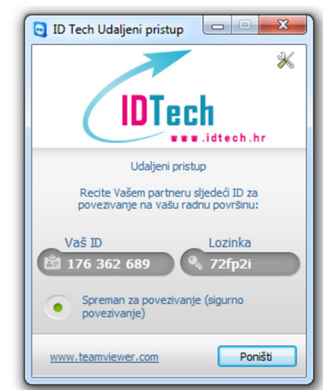 ID Tech Udaljeni pristup
IDTech
www.idtech.hr
Udaljeni pristup
Recite Vašem partneru sljedeći ID za
povezivanje na vašu radnu površinu:
Vaš ID
Lozinka
176 362 689
72fp2i
Spreman za povezivanje (sigurno
povezivanje)
www.teamviewer.com
Poništi